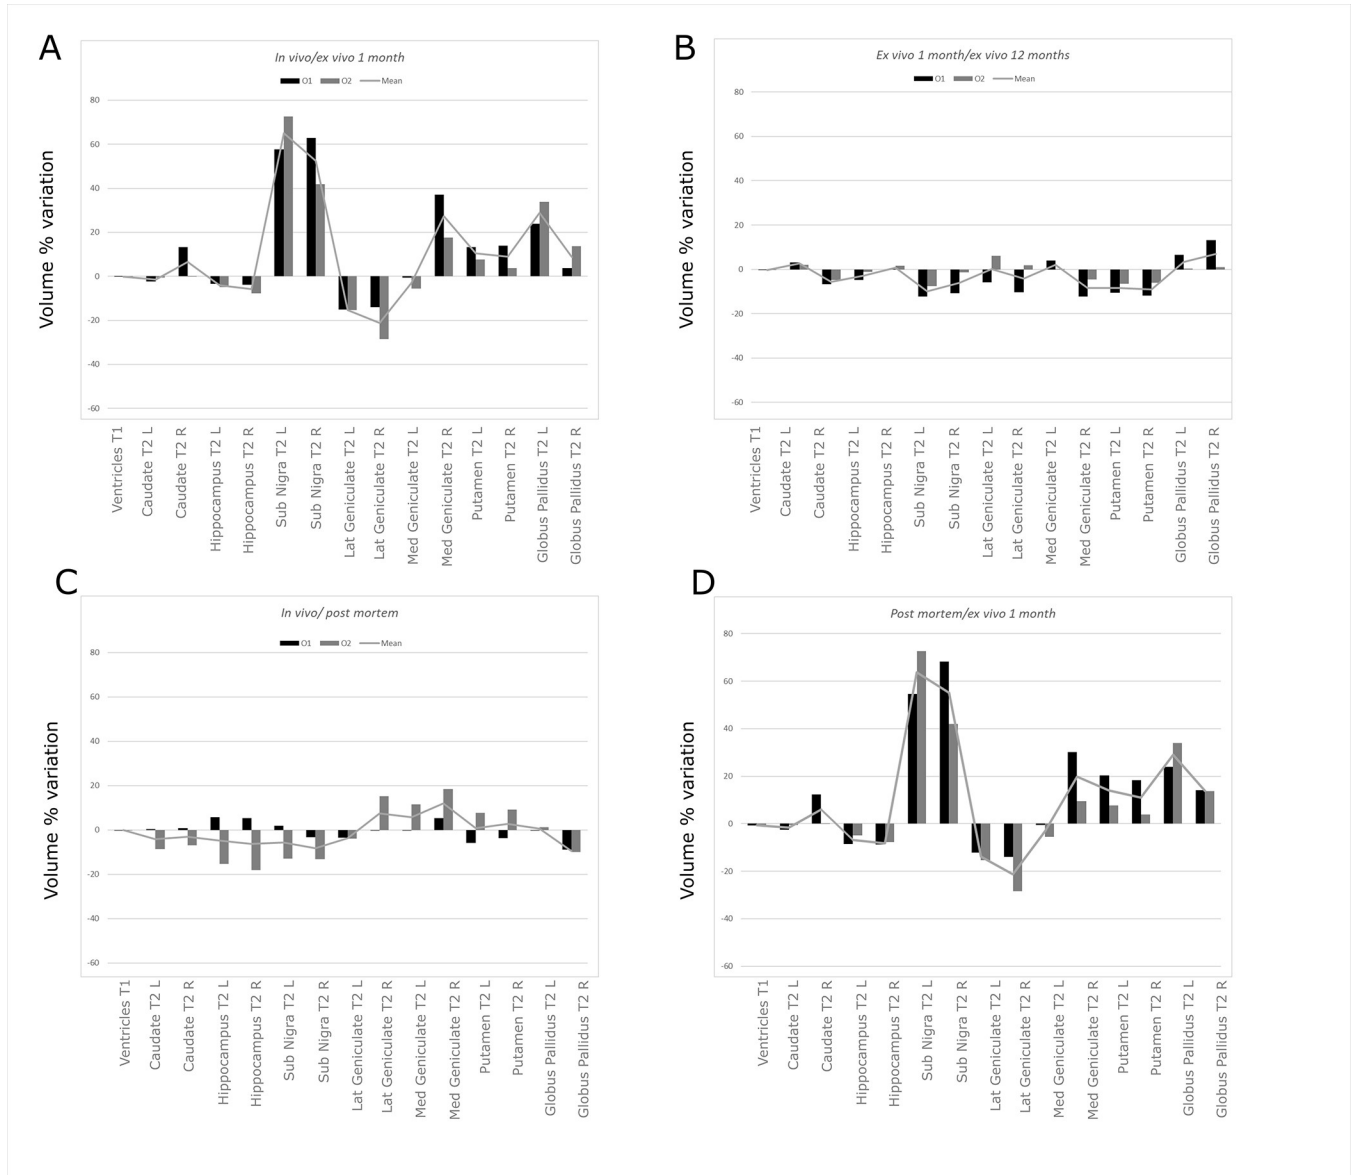 A
In vivo/ex vivo 1 month
O1 O2 Mean
Volume % variation
80
60
40
20
0
-20
-40
-60
Ventricles T1
Caudate T2 L
Caudate T2 R
Hippocampus T2 L
Hippocampus T2 R
Sub Nigra T2 L
Sub Nigra T2 R
Lat Geniculate T2 L
Lat Geniculate T2 R
Med Geniculate T2 L
Med Geniculate T2 R
Putamen T2 L
Putamen T2 R
Globus Pallidus T2 L
Globus Pallidus T2 R
B
Ex vivo 1 month/ex vivo 12 months
O1 O2 Mean
Volume % variation
80
60
40
20
0
-20
-40
-60
Ventricles T1
Caudate T2 L
Caudate T2 R
Hippocampus T2 L
Hippocampus T2 R
Sub Nigra T2 L
Sub Nigra T2 R
Lat Geniculate T2 L
Lat Geniculate T2 R
Med Geniculate T2 L
Med Geniculate T2 R
Putamen T2 L
Putamen T2 R
Globus Pallidus T2 L
Globus Pallidus T2 R
C
In vivo/ post mortem
O1 O2 Mean
Volume % variation
80
60
40
20
0
-20
-40
-60
Ventricles T1
Caudate T2 L
Caudate T2 R
Hippocampus T2 L
Hippocampus T2 R
Sub Nigra T2 L
Sub Nigra T2 R
Lat Geniculate T2 L
Lat Geniculate T2 R
Med Geniculate T2 L
Med Geniculate T2 R
Putamen T2 L
Putamen T2 R
Globus Pallidus T2 L
Globus Pallidus T2 R
D
Post mortem/ex vivo 1 month
Volume % variation
80
60
40
20
0
-20
-40
-60
Ventricles T1
Caudate T2 L
Caudate T2 R
Hippocampus T2 L
Hippocampus T2 R
Sub Nigra T2 L
Sub Nigra T2 R
Lat Geniculate T2 L
Lat Geniculate T2 R
Med Geniculate T2 L
Med Geniculate T2 R
Putamen T2 L
Putamen T2 R
Globus Pallidus T2 L
Globus Pallidus T2 R